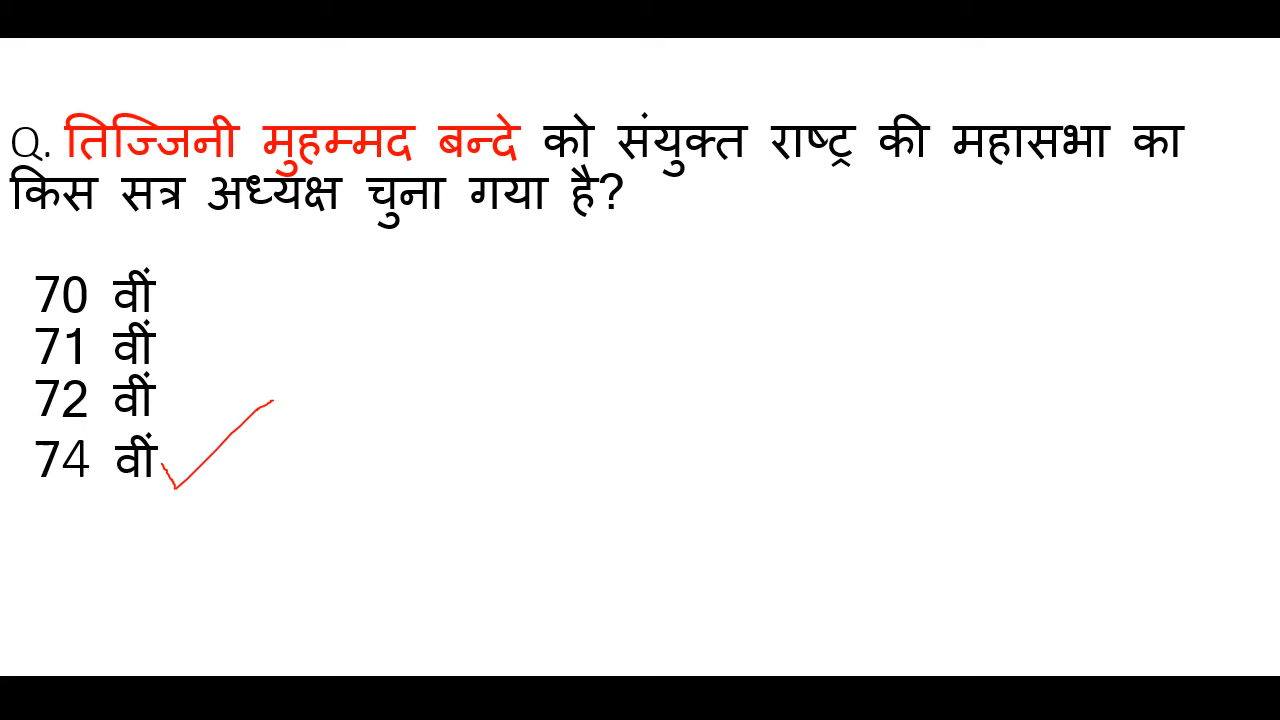 Q. तिज्जिनी मुहम्मद बन्दे को संयुक्त राष्ट्र की महासभा का
किस सत्र अध्यक्ष चुना गया है?
70 वीं
71 वीं
72 वीं
74 वीं